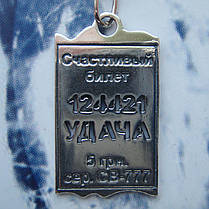 Счастливый
билет
124421
УДАЧА
5 грн.
сер. СВ-777